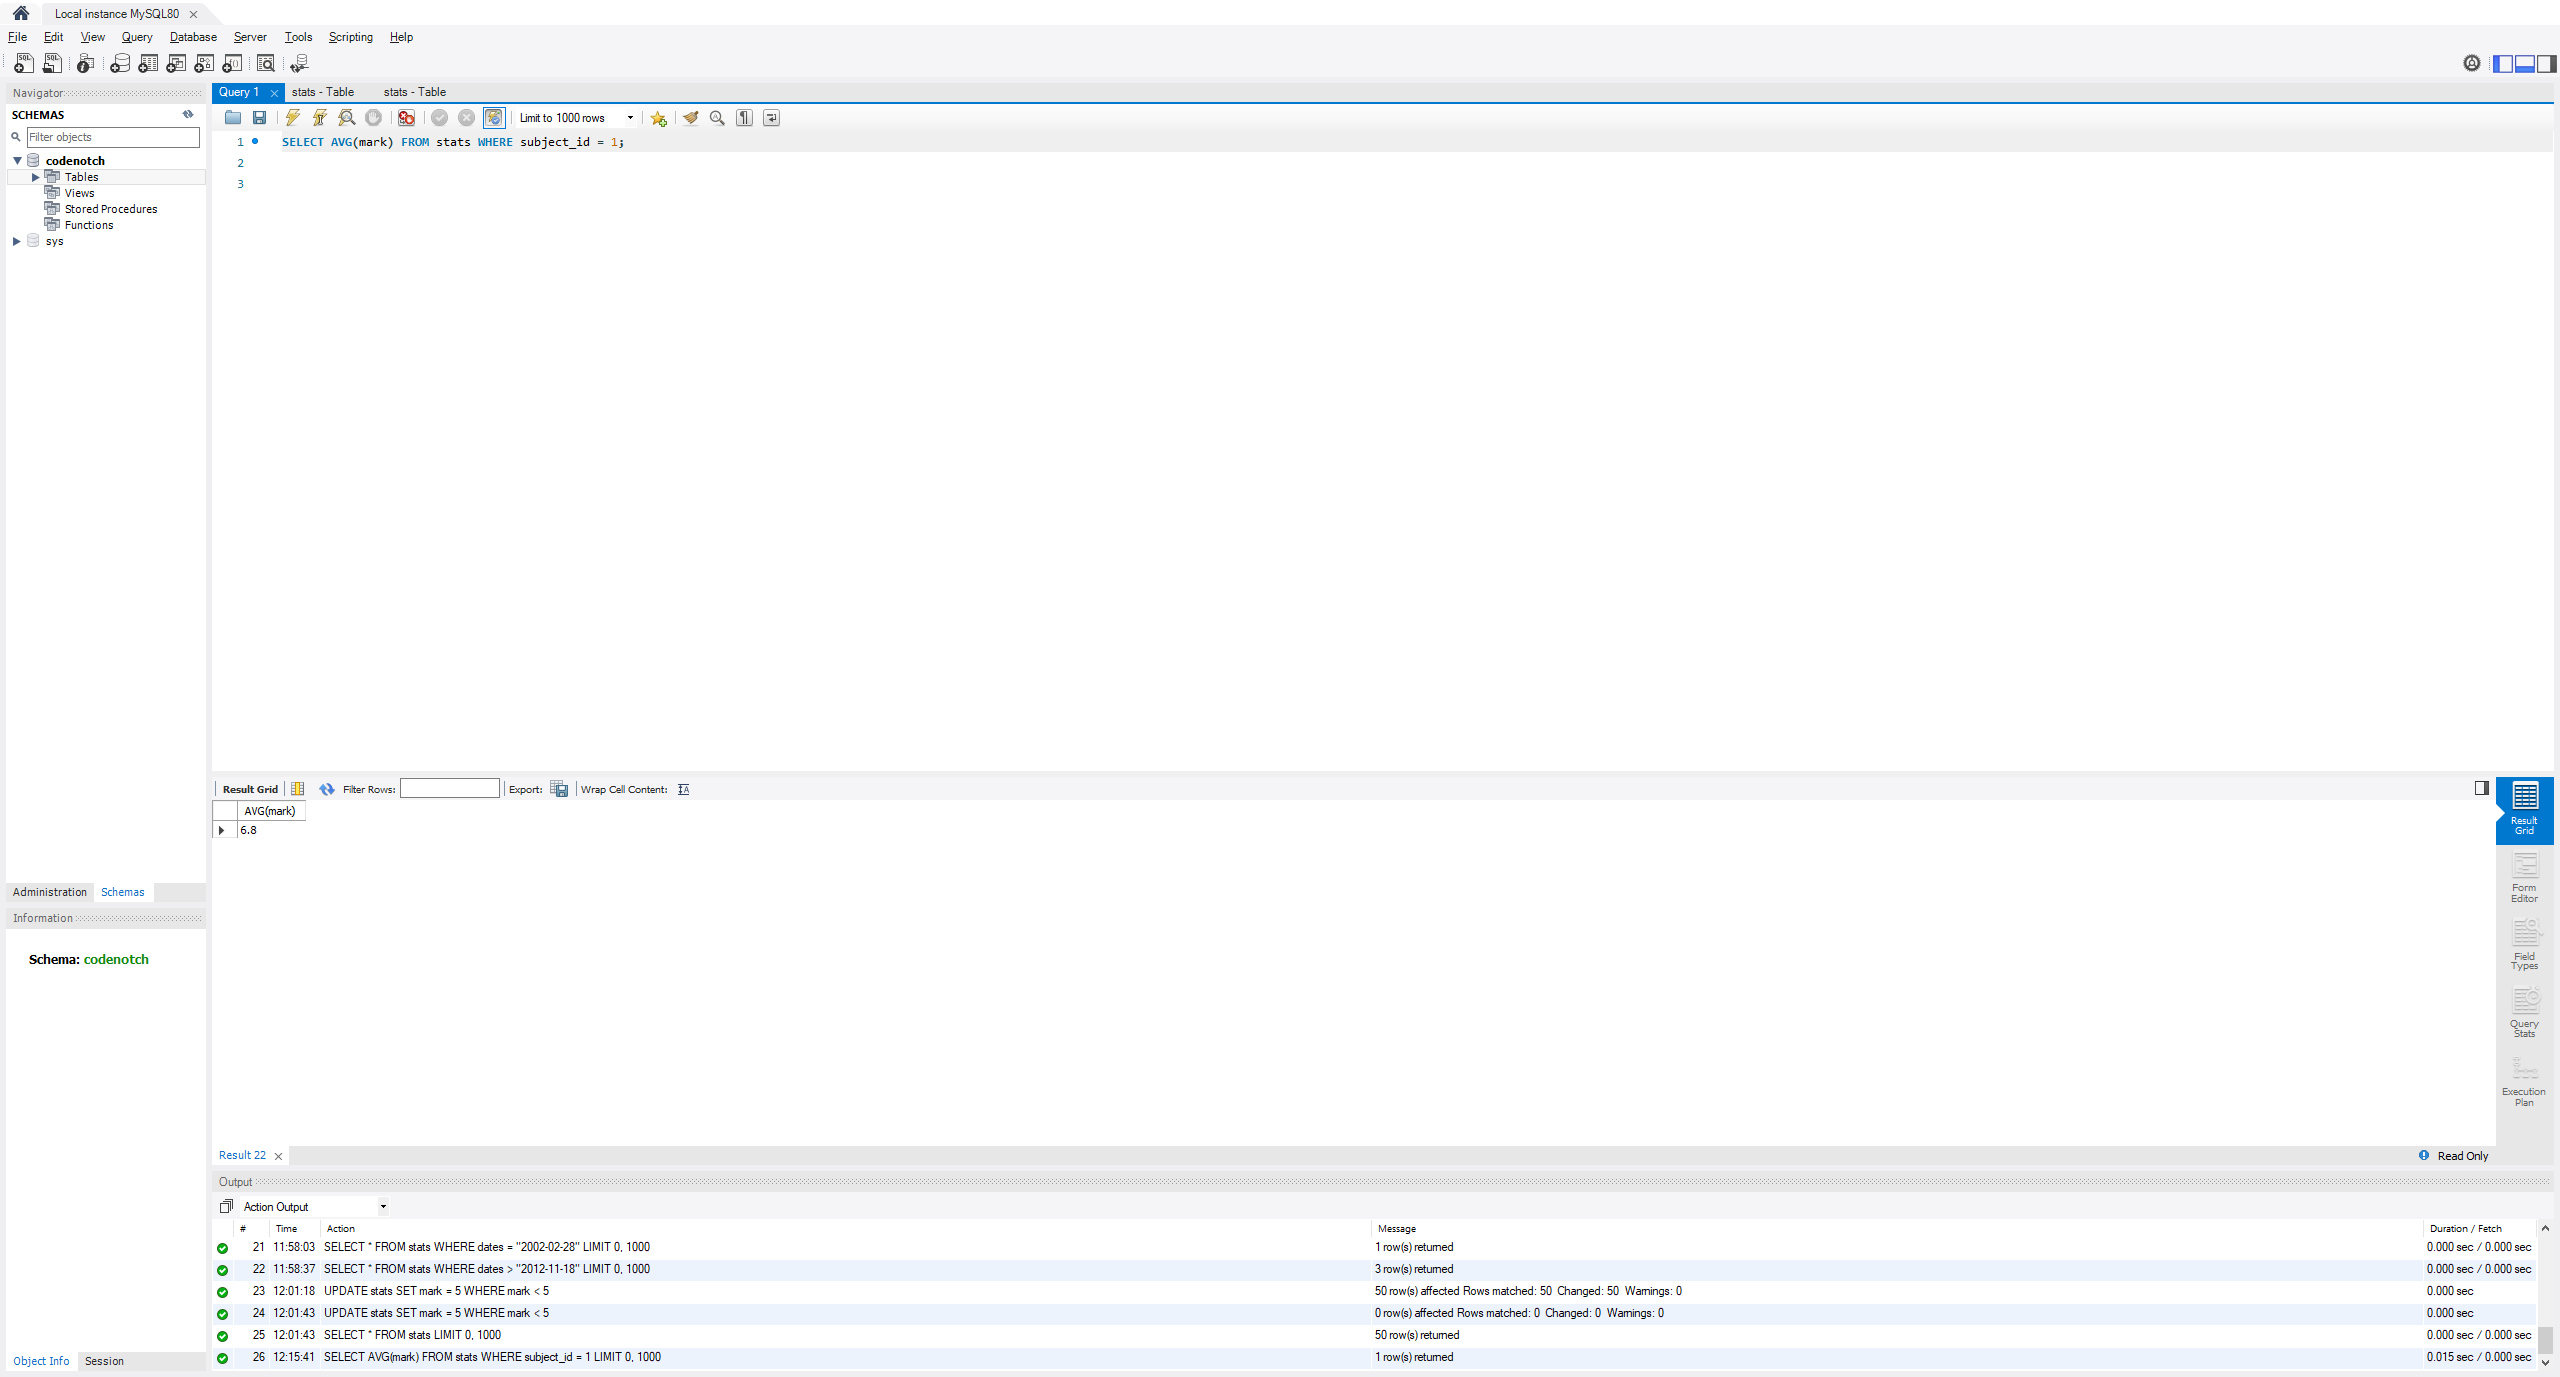 Local instance MySQL80
File Edit View Query Database Server Tools Scripting Help
Navigator
SCHEMAS
Filter objects
codenotch
Tables
Views
Stored Procedures
Functions
sys
Administration Schemas
Information
Schema: codenotch
Object Info Session
Query 1 stats - Table stats - Table
Limit to 1000 rows
1 SELECT AVG(mark) FROM stats WHERE subject_id = 1;
2
3
Result Grid Filter Rows: Export: Wrap Cell Content:
AVG(mark)
6.8
Result
Grid
Form
Editor
Field
Types
Query
Stats
Execution
Plan
Result 22 Read Only
Output
Action Output
# Time Action Message Duration / Fetch
21 11:58:03 SELECT * FROM stats WHERE dates = "2002-02-28" LIMIT 0, 1000 1 row(s) returned 0.000 sec / 0.000 sec
22 11:58:37 SELECT * FROM stats WHERE dates > "2012-11-18" LIMIT 0, 1000 3 row(s) returned 0.000 sec / 0.000 sec
23 12:01:18 UPDATE stats SET mark = 5 WHERE mark < 5 50 row(s) affected Rows matched: 50 Changed: 50 Warnings: 0 0.000 sec
24 12:01:43 UPDATE stats SET mark = 5 WHERE mark < 5 0 row(s) affected Rows matched: 0 Changed: 0 Warnings: 0 0.000 sec
25 12:01:43 SELECT * FROM stats LIMIT 0, 1000 50 row(s) returned 0.000 sec / 0.000 sec
26 12:15:41 SELECT AVG(mark) FROM stats WHERE subject_id = 1 LIMIT 0, 1000 1 row(s) returned 0.015 sec / 0.000 sec